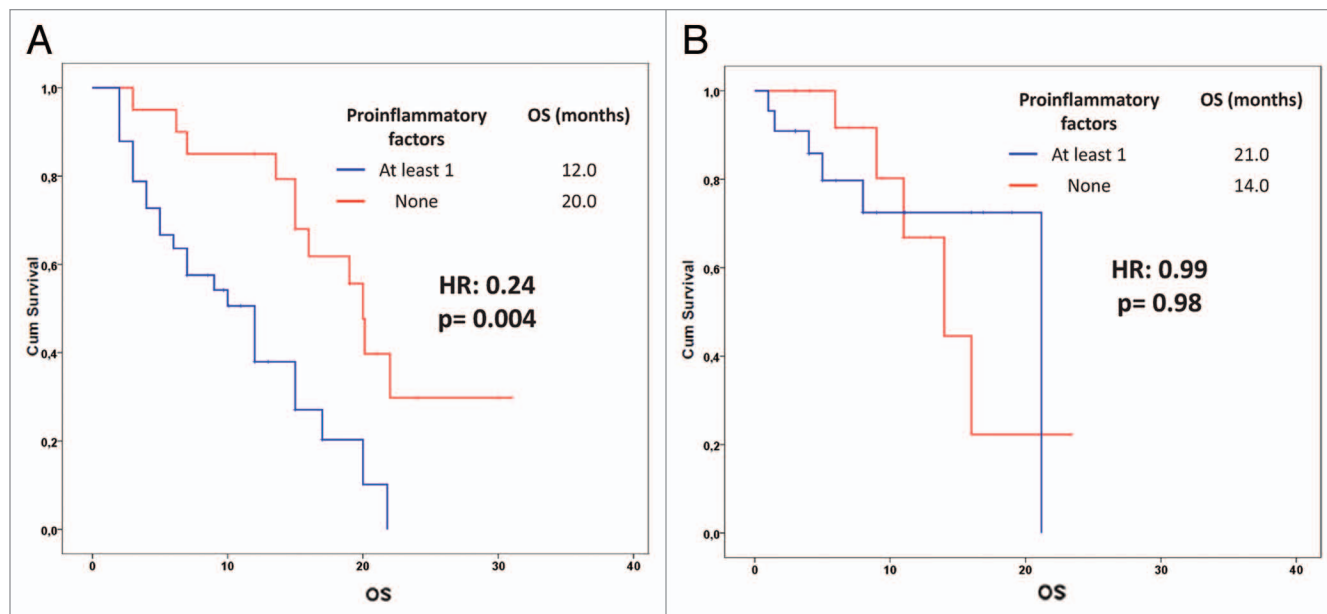 A
Proinflammatory factors OS (months)
At least 1 12.0
None 20.0
HR: 0.24
p= 0.004
Cum Survival
1,0
0,8
0,6
0,4
0,2
0,0
0 10 20 30 40
OS
B
Proinflammatory factors OS (months)
At least 1 21.0
None 14.0
HR: 0.99
p= 0.98
Cum Survival
1,0
0,8
0,6
0,4
0,2
0,0
0 10 20 30 40
OS